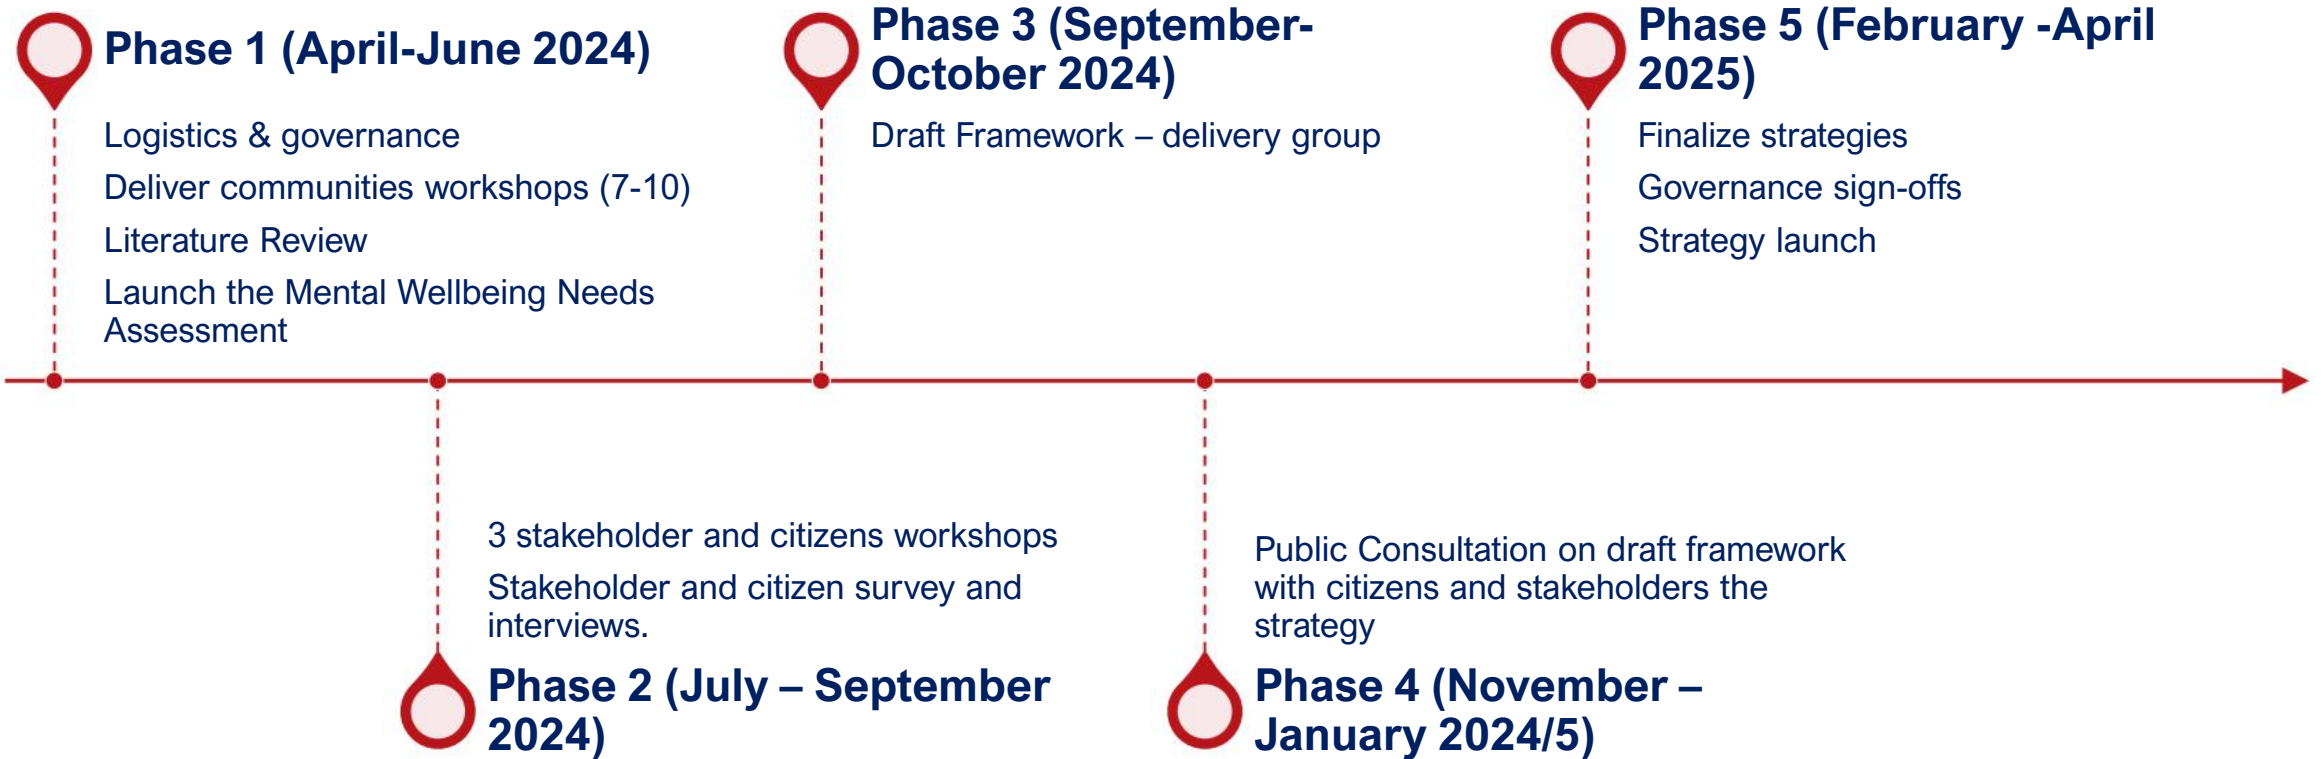 Phase 1 (April-June 2024)
Logistics & governance
Deliver communities workshops (7-10)
Literature Review
Launch the Mental Wellbeing Needs
Assessment
3 stakeholder and citizens workshops
Stakeholder and citizen survey and
interviews.
Phase 2 (July – September
2024)
Phase 3 (September-
October 2024)
Draft Framework – delivery group
Public Consultation on draft framework
with citizens and stakeholders the
strategy
Phase 4 (November –
January 2024/5)
Phase 5 (February -April
2025)
Finalize strategies
Governance sign-offs
Strategy launch